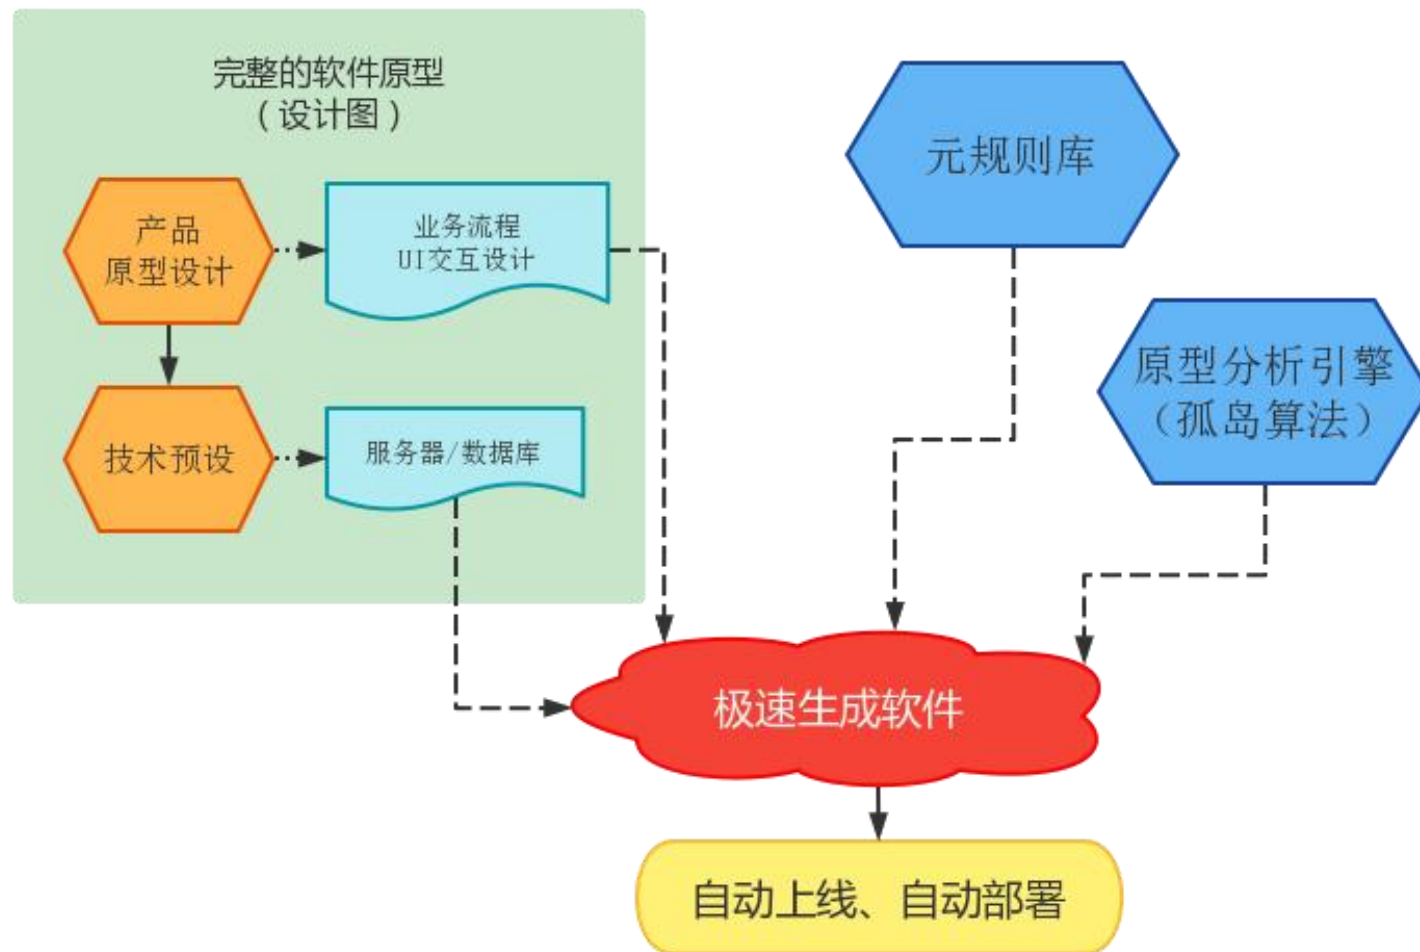 完整的软件原型
（设计图）
产品
原型设计
业务流程
UI交互设计
技术预设
服务器/数据库
元规则库
原型分析引擎
（孤岛算法）
极速生成软件
自动上线、自动部署